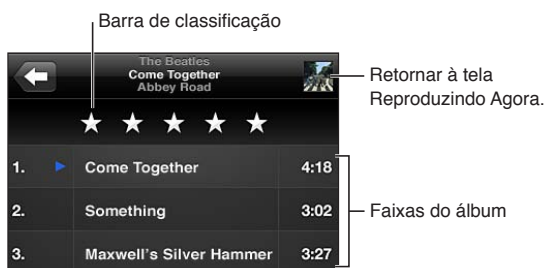 Barra de classificação
The Beatles
Come Together
Abbey Road
Retornar à tela
Reproduzindo Agora.
1. Come Together 4:18
2. Something 3:02
3. Maxwell's Silver Hammer 3:27
Faixas do álbum